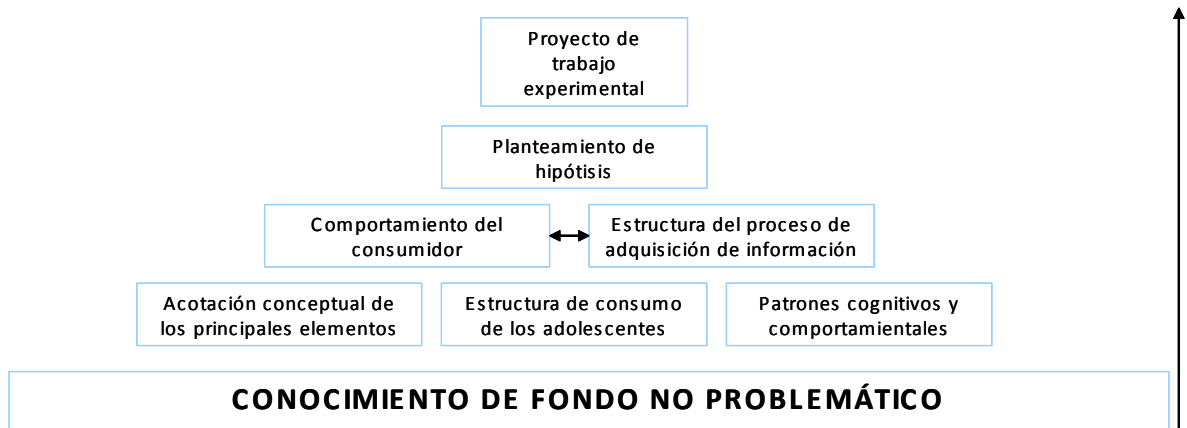 Proyecto de
trabajo
experimental
Planteamiento de
hipótisis
Comportamiento del
consumidor
Estructura del proceso de
adquisición de información
Acotación conceptual de
los principales elementos
Estructura de consumo
de los adolescentes
Patrones cognitivos y
comportamientales
CONOCIMIENTO DE FONDO NO PROBLEMÁTICO